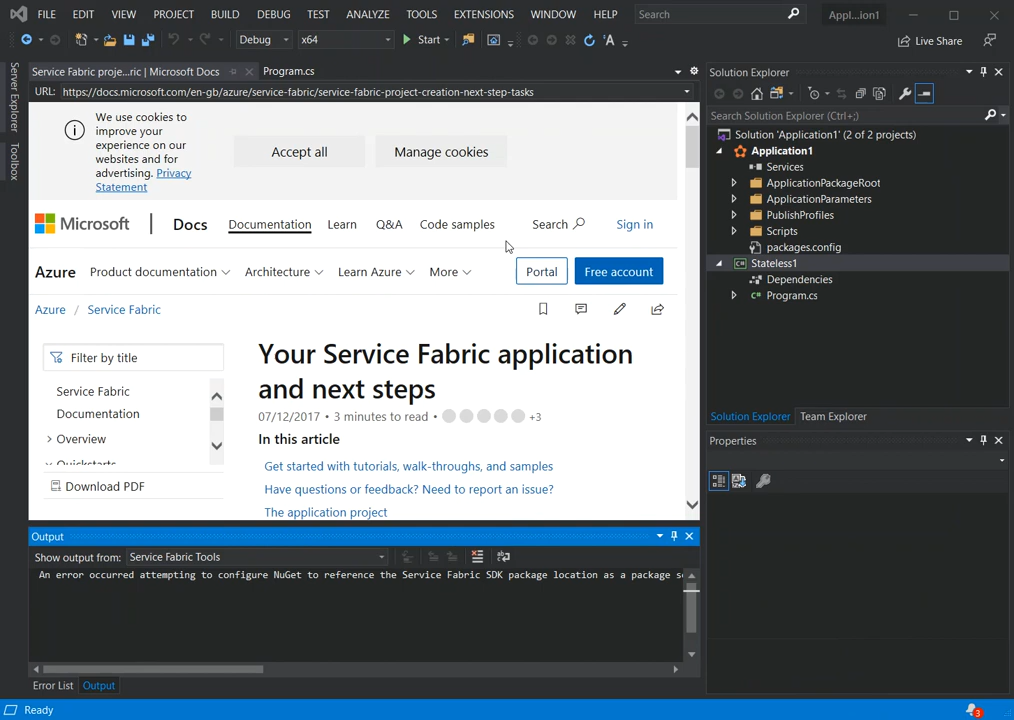 FILE EDIT VIEW PROJECT BUILD DEBUG TEST ANALYZE TOOLS EXTENSIONS WINDOW HELP Search Appl...ion1
Debug x64 Start Live Share
Server Explorer
Toolbox
Service Fabric proje...ric | Microsoft Docs Program.cs
URL: https://docs.microsoft.com/en-gb/azure/service-fabric/service-fabric-project-creation-next-step-tasks
We use cookies to
improve your
experience on our
websites and for
advertising. Privacy
Statement
Accept all Manage cookies
Microsoft | Docs Documentation Learn Q&A Code samples Search Sign in
Azure Product documentation Architecture Learn Azure More Portal Free account
Azure / Service Fabric
Filter by title
Service Fabric
Documentation
Overview
Quickstarts
Download PDF
Your Service Fabric application
and next steps
07/12/2017 • 3 minutes to read • +3
In this article
Get started with tutorials, walk-throughs, and samples
Have questions or feedback? Need to report an issue?
The application project
Output
Show output from: Service Fabric Tools
An error occurred attempting to configure NuGet to reference the Service Fabric SDK package location as a package
Error List Output
Solution Explorer
Search Solution Explorer (Ctrl+;)
Solution 'Application1' (2 of 2 projects)
Application1
Services
ApplicationPackageRoot
ApplicationParameters
PublishProfiles
Scripts
packages.config
Stateless1
Dependencies
C# Program.cs
Solution Explorer Team Explorer
Properties
Ready 3